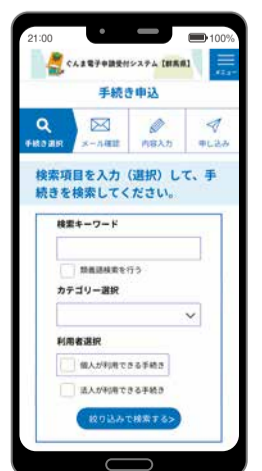 21:00
100%
ぐんま電子申請受付システム【群馬県】
メニュー
手続き申込
手続き選択
メール確認
内容入力
申し込み
検索項目を入力（選択）して、手
続きを検索してください。
検索キーワード
類義語検索を行う
カテゴリー選択
利用者選択
個人が利用できる手続き
法人が利用できる手続き
絞り込みで検索する>